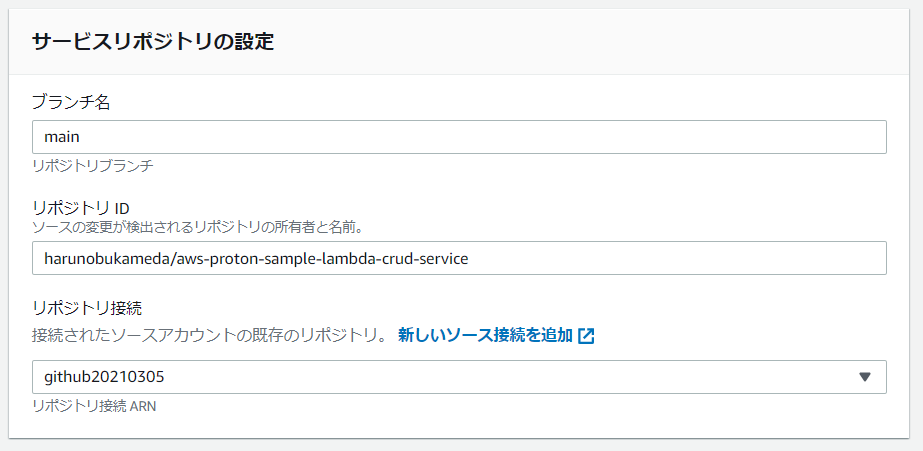 サービスリポジトリの設定
ブランチ名
main
リポジトリブランチ
リポジトリ ID
ソースの変更が検出されるリポジトリの所有者と名前。
harunobukameda/aws-proton-sample-lambda-crud-service
リポジトリ接続
接続されたソースアカウントの既存のリポジトリ。 新しいソース接続を追加
github20210305
リポジトリ接続 ARN